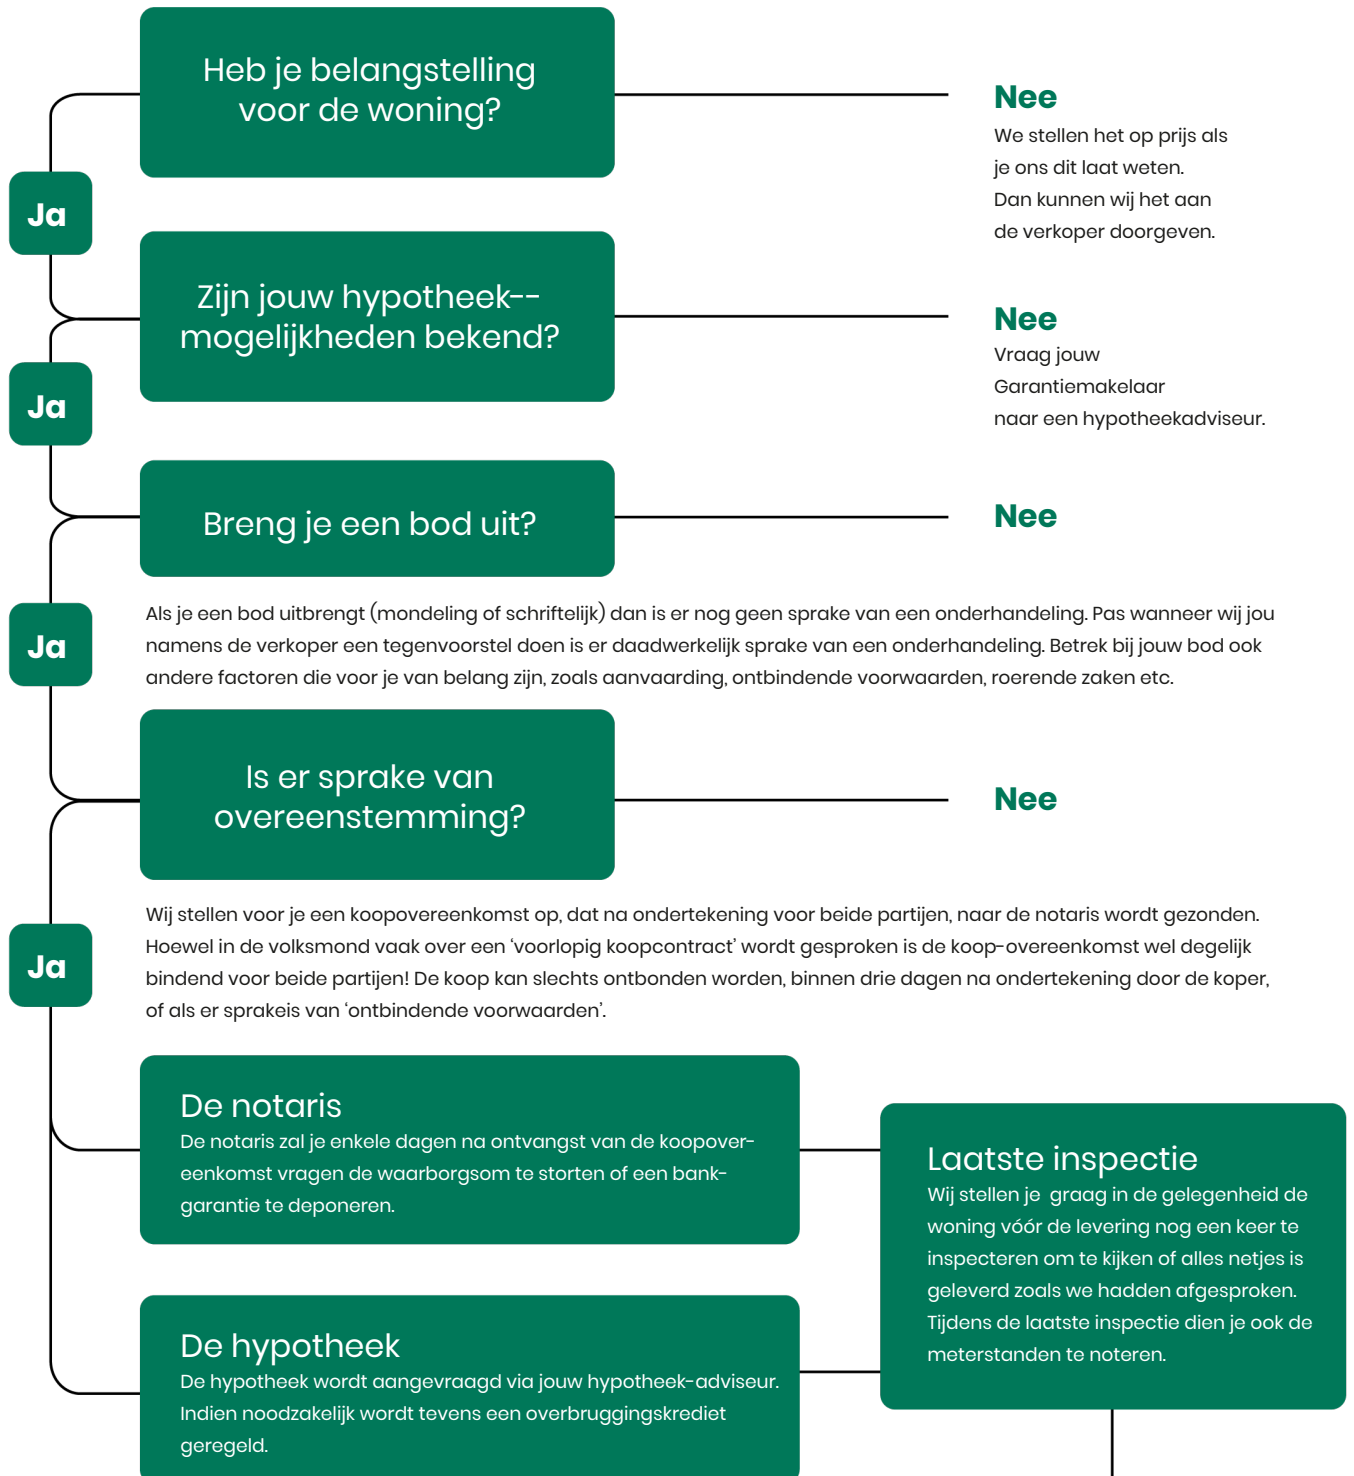 Heb je belangstelling
voor de woning?
Nee
We stellen het op prijs als
je ons dit laat weten.
Dan kunnen wij het aan
de verkoper doorgeven.
Ja
Zijn jouw hypotheek--
mogelijkheden bekend?
Nee
Vraag jouw
Garantiemakelaar
naar een hypotheekadviseur.
Ja
Breng je een bod uit?
Nee
Ja
Als je een bod uitbrengt (mondeling of schriftelijk) dan is er nog geen sprake van een onderhandeling. Pas wanneer wij jou
namens de verkoper een tegenvoorstel doen is er daadwerkelijk sprake van een onderhandeling. Betrek bij jouw bod ook
andere factoren die voor je van belang zijn, zoals aanvaarding, ontbindende voorwaarden, roerende zaken etc.
Is er sprake van
overeenstemming?
Nee
Ja
Wij stellen voor je een koopovereenkomst op, dat na ondertekening voor beide partijen, naar de notaris wordt gezonden.
Hoewel in de volksmond vaak over een ‘voorlopig koopcontract’ wordt gesproken is de koop-overeenkomst wel degelijk
bindend voor beide partijen! De koop kan slechts ontbonden worden, binnen drie dagen na ondertekening door de koper,
of als er sprakeis van ‘ontbindende voorwaarden’.
De notaris
De notaris zal je enkele dagen na ontvangst van de koopover-
eenkomst vragen de waarborgsom te storten of een bank-
garantie te deponeren.
Laatste inspectie
Wij stellen je graag in de gelegenheid de
woning vóór de levering nog een keer te
inspecteren om te kijken of alles netjes is
geleverd zoals we hadden afgesproken.
Tijdens de laatste inspectie dien je ook de
meterstanden te noteren.
De hypotheek
De hypotheek wordt aangevraagd via jouw hypotheek-adviseur.
Indien noodzakelijk wordt tevens een overbruggingskrediet
geregeld.